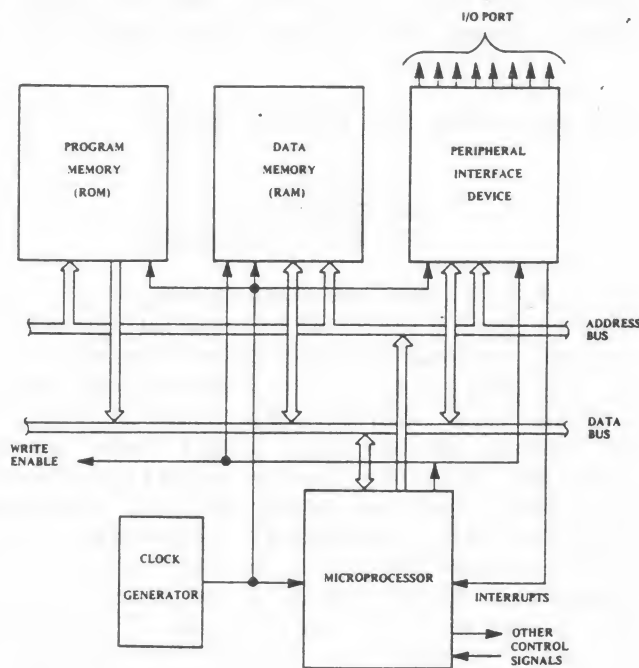 I/O PORT
PROGRAM
MEMORY
(ROM)
DATA
MEMORY
(RAM)
PERIPHERAL
INTERFACE
DEVICE
ADDRESS
BUS
DATA
BUS
WRITE
ENABLE
CLOCK
GENERATOR
MICROPROCESSOR
INTERRUPTS
OTHER
CONTROL
SIGNALS